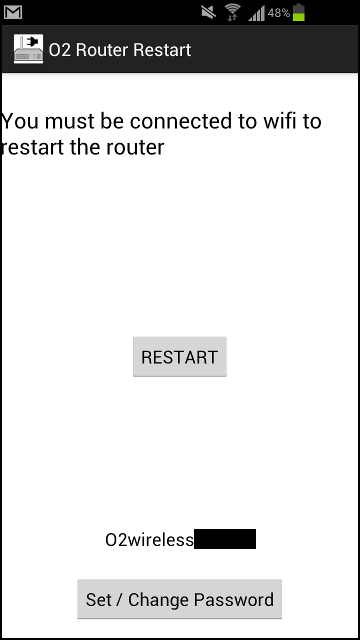 48%
O2 Router Restart
You must be connected to wifi to
restart the router
RESTART
O2wireless
Set / Change Password